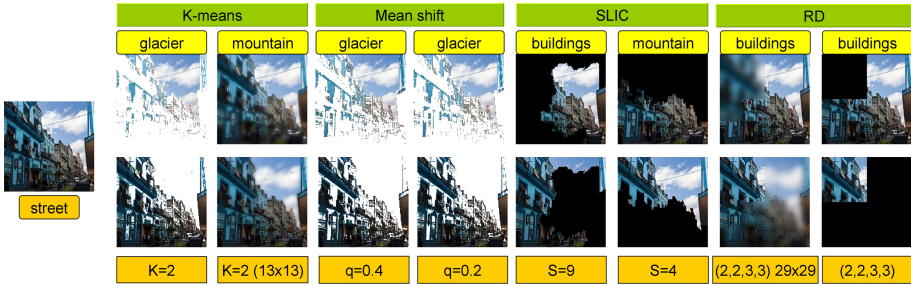 K-means Mean shift SLIC RD
glacier mountain glacier glacier buildings mountain buildings buildings
street
K=2 K=2 (13x13) q=0.4 q=0.2 S=9 S=4 (2,2,3,3) 29x29 (2,2,3,3)